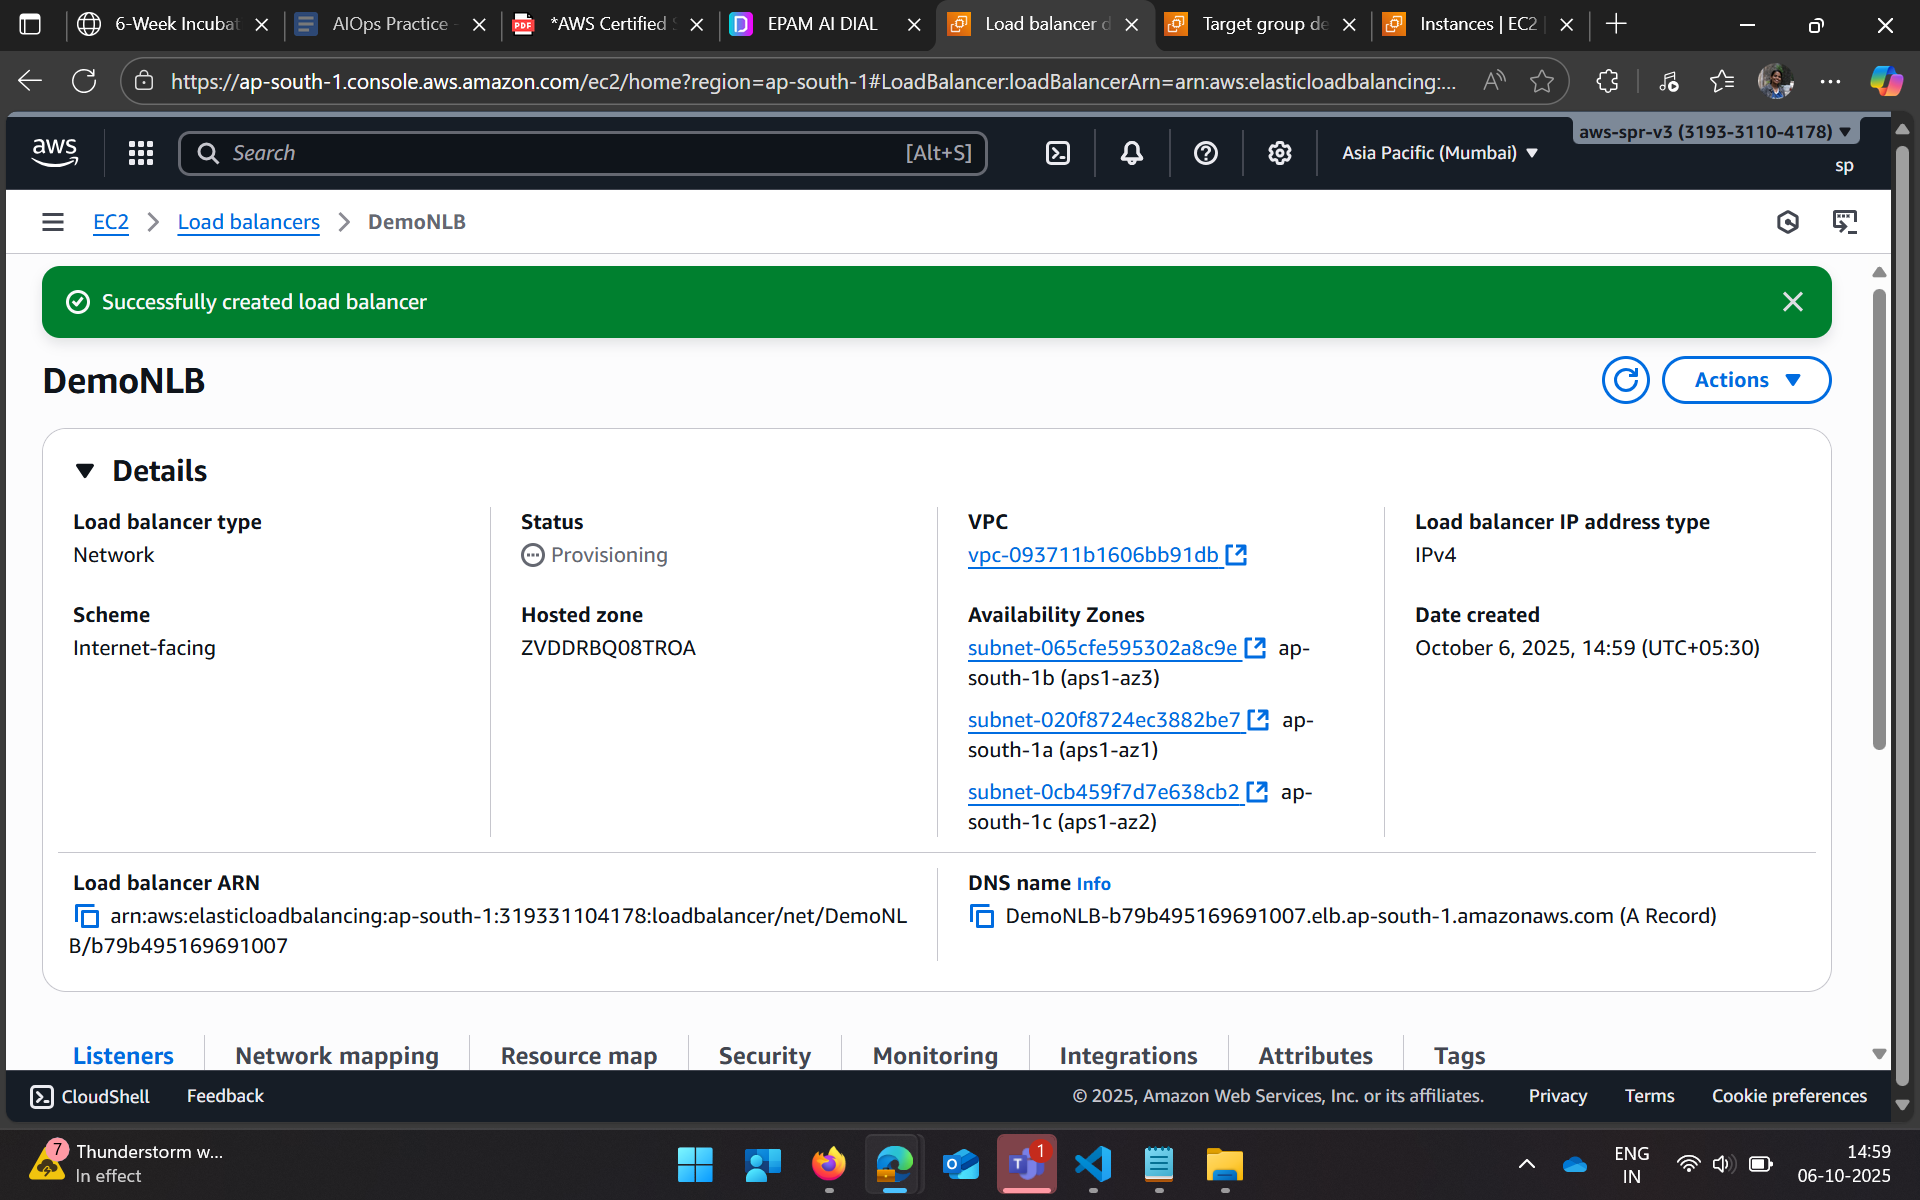 6-Week Incubat
AIOps Practice -
*AWS Certified S
EPAM AI DIAL
Load balancer d
Target group de
Instances | EC2 |
https://ap-south-1.console.aws.amazon.com/ec2/home?region=ap-south-1#LoadBalancer:loadBalancerArn=arn:aws:elasticloadbalancing:...
aws
Search
[Alt+S]
Asia Pacific (Mumbai)
aws-spr-v3 (3193-3110-4178)
sp
EC2 > Load balancers > DemoNLB
Successfully created load balancer
DemoNLB
Actions
Details
Load balancer type
Network
Status
Provisioning
VPC
vpc-093711b1606bb91db
Load balancer IP address type
IPv4
Scheme
Internet-facing
Hosted zone
ZVDDRBQ08TROA
Availability Zones
subnet-065cfe595302a8c9e ap-
south-1b (aps1-az3)
subnet-020f8724ec3882be7 ap-
south-1a (aps1-az1)
subnet-0cb459f7d7e638cb2 ap-
south-1c (aps1-az2)
Date created
October 6, 2025, 14:59 (UTC+05:30)
Load balancer ARN
arn:aws:elasticloadbalancing:ap-south-1:319331104178:loadbalancer/net/DemoNL
B/b79b495169691007
DNS name Info
DemoNLB-b79b495169691007.elb.ap-south-1.amazonaws.com (A Record)
Listeners
Network mapping
Resource map
Security
Monitoring
Integrations
Attributes
Tags
CloudShell
Feedback
© 2025, Amazon Web Services, Inc. or its affiliates.
Privacy
Terms
Cookie preferences
7
Thunderstorm w...
In effect
1
ENG
IN
14:59
06-10-2025